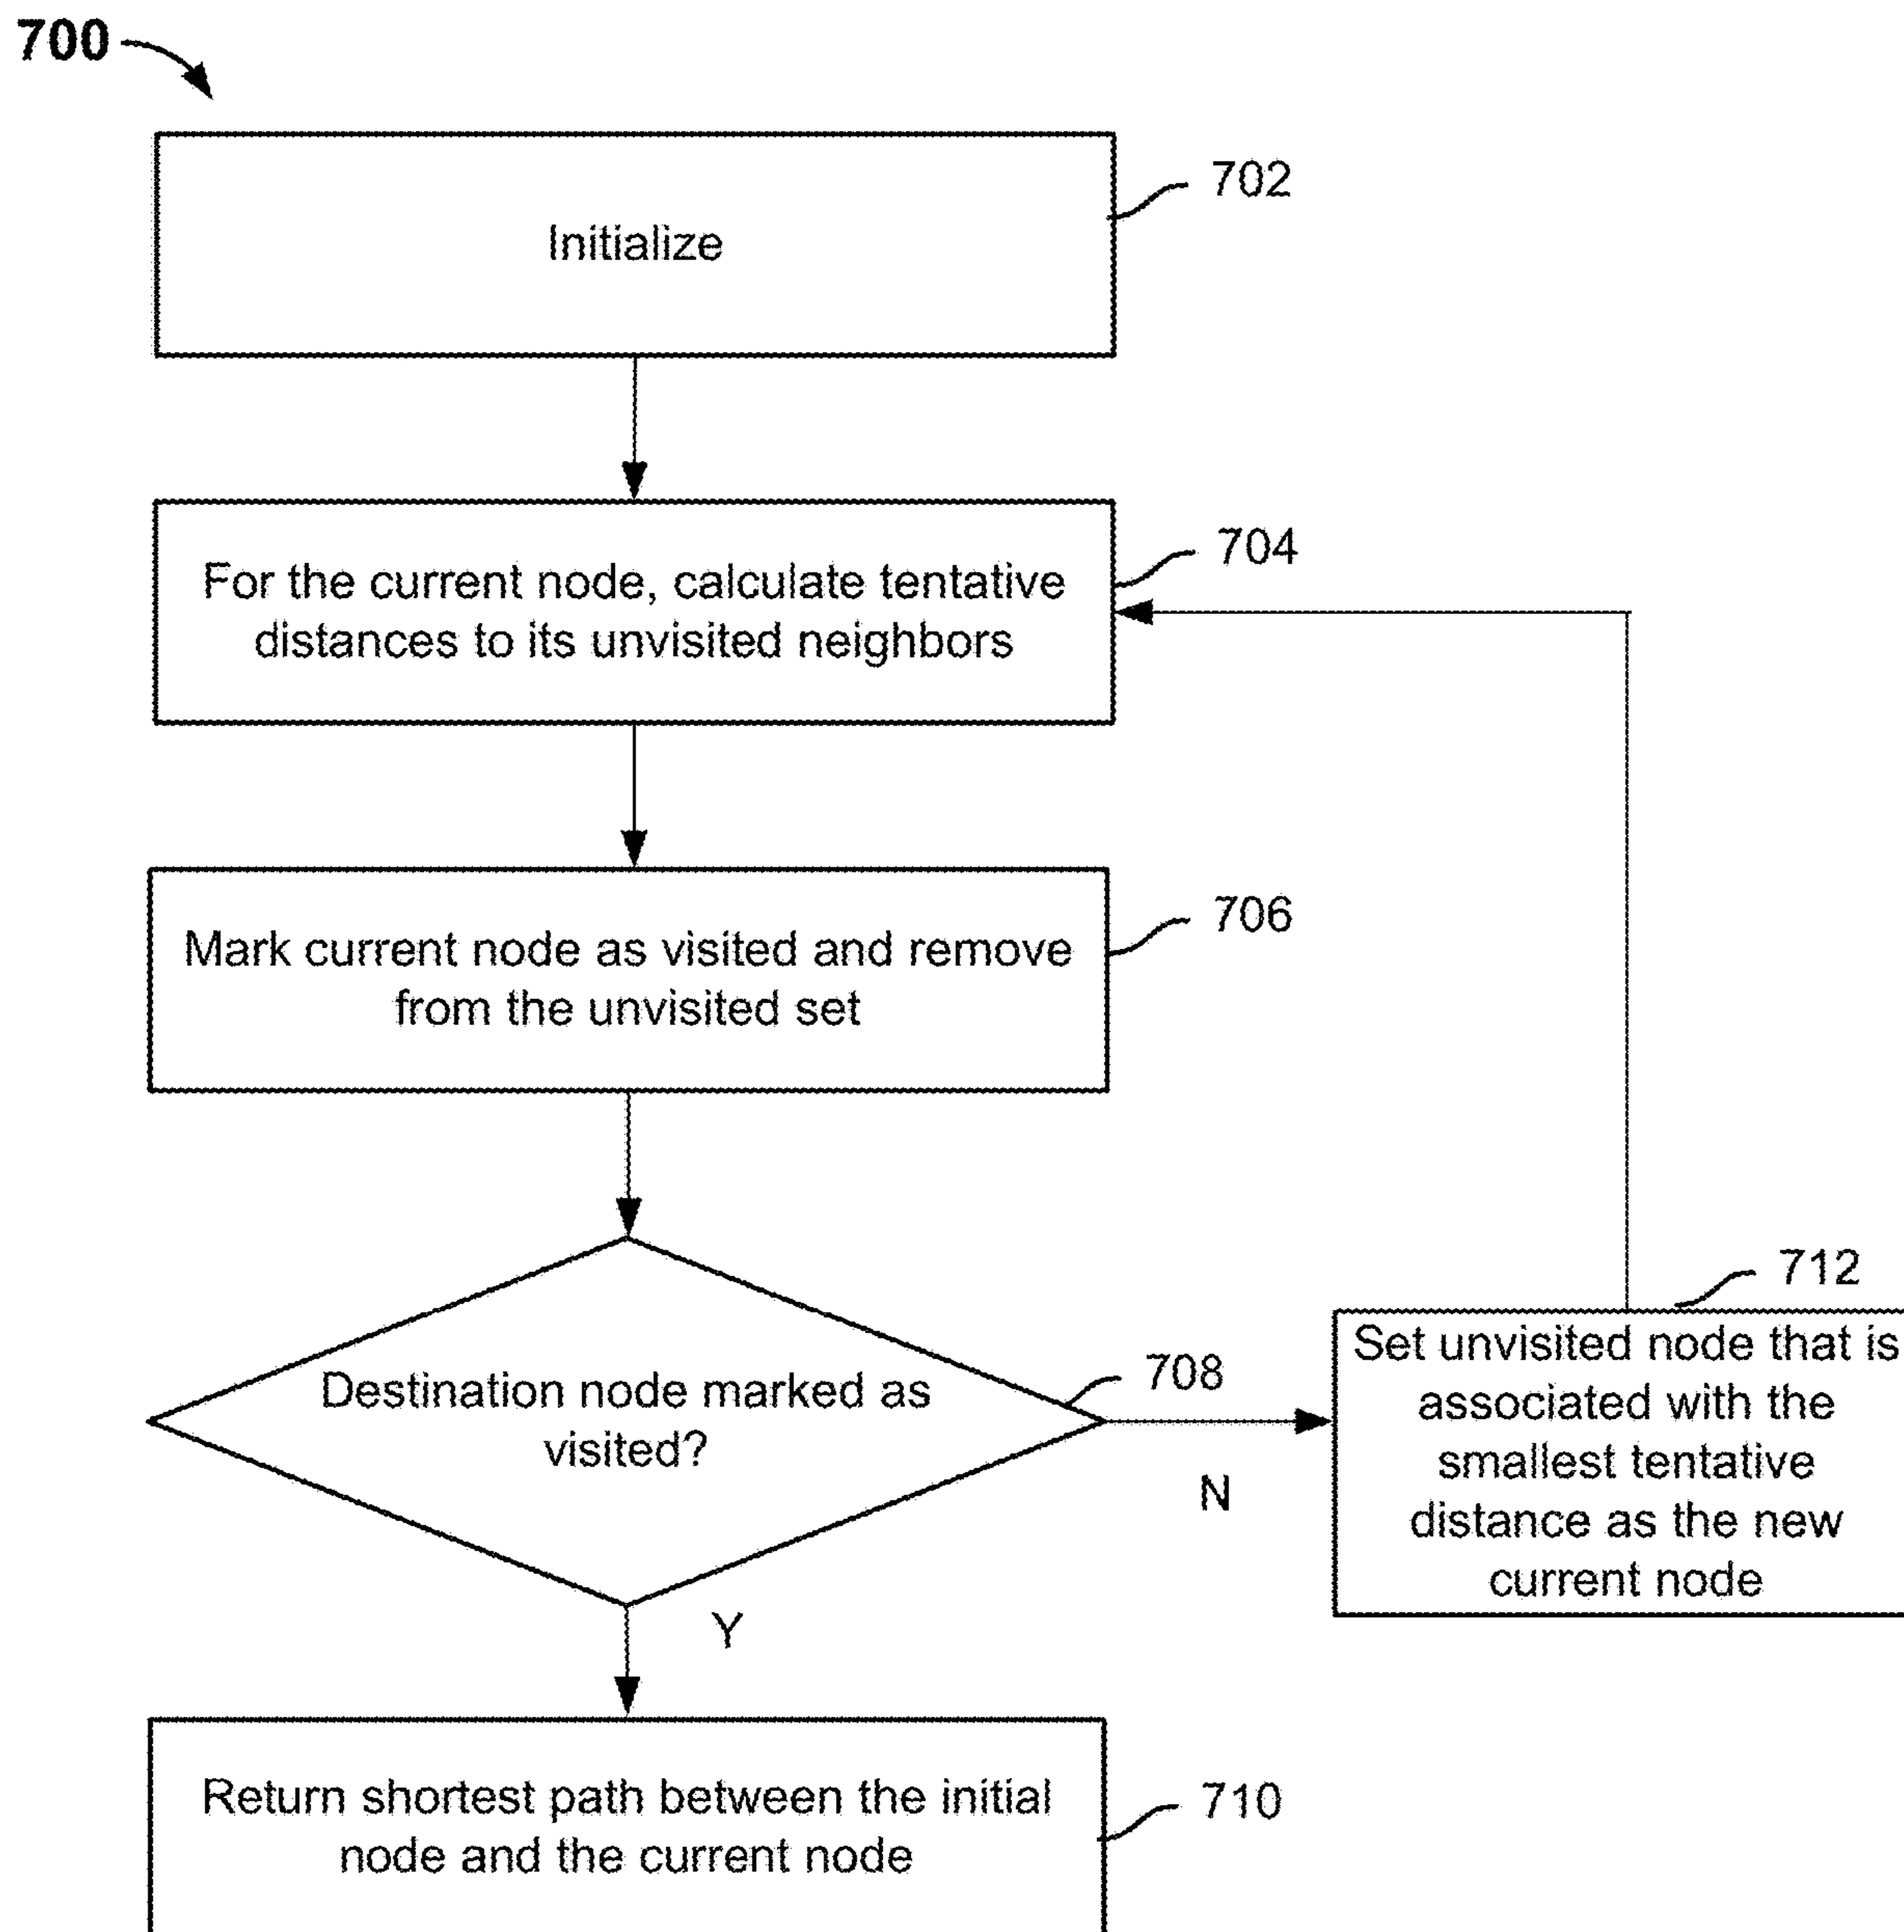 700
Initialize
702
For the current node, calculate tentative
distances to its unvisited neighbors
704
Mark current node as visited and remove
from the unvisited set
706
Destination node marked as
visited?
708
N
Y
712
Set unvisited node that is
associated with the
smallest tentative
distance as the new
current node
Return shortest path between the initial
node and the current node
710